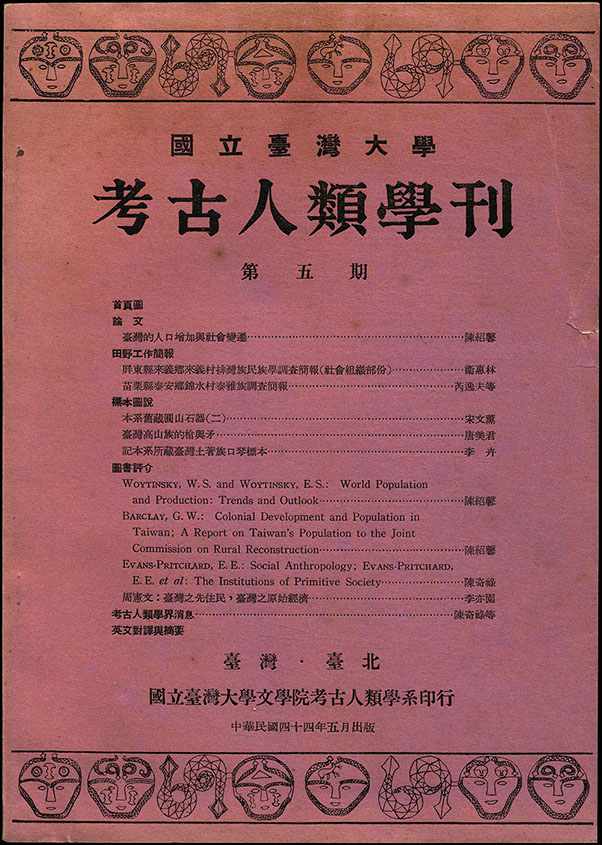 國立臺灣大學
考古人類學刊
第五期
首頁圖
論文
臺灣的人口增加與社會變遷………陳紹馨
田野工作簡報
屏東縣來義鄉來義村排灣族民族學調查簡報(社會組織部份)………衞惠林
苗栗縣泰安鄉錦水村泰雅族調查簡報………芮逸夫等
標本圖說
本系舊藏圓山石器(二)………宋文薰
臺灣高山族的槍與矛………唐美君
記本系所藏臺灣土著族口琴標本………李卉
圖書評介
WOYTINSKY, W. S. and WOYTINSKY, E. S.: World Population
and Production: Trends and Outlook………陳紹馨
BARCLAY, G. W.: Colonial Development and Population in
Taiwan; A Report on Taiwan's Population to the Joint
Commission on Rural Reconstruction………陳紹馨
EVANS-PRITCHARD, E. E.: Social Anthropology; EVANS-PRITCHARD,
E. E. et al: The Institutions of Primitive Society………陳奇祿
周憲文：臺灣之先住民，臺灣之原始經濟………李亦園
考古人類學界消息………陳奇祿等
英文對譯與摘要
臺灣・臺北
國立臺灣大學文學院考古人類學系印行
中華民國四十四年五月出版